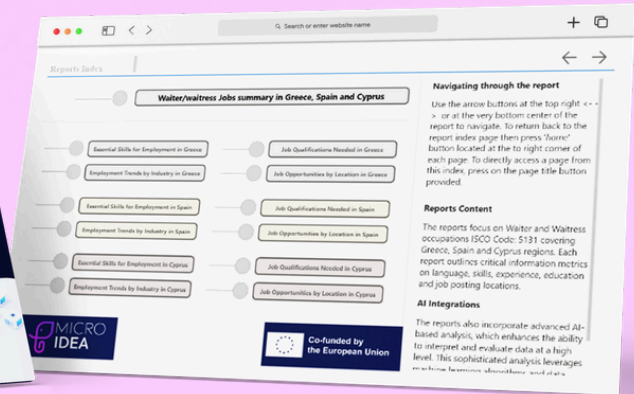 Search or enter website name
Reports Index
Waiter/waitress Jobs summary in Greece, Spain and Cyprus
Essential Skills for Employment in Greece
Job Qualifications Needed in Greece
Employment Trends by Industry in Greece
Job Opportunities by Location in Greece
Essential Skills for Employment in Spain
Job Qualifications Needed in Spain
Employment Trends by Industry in Spain
Job Opportunities by Location in Spain
Essential Skills for Employment in Cyprus
Job Qualifications Needed in Cyprus
Employment Trends by Industry in Cyprus
Job Opportunities by Location in Cyprus
MICRO
IDEA
Co-funded by
the European Union
Navigating through the report
Use the arrow buttons at the top right <- -
> or at the very bottom center of the
report to navigate. To return back to the
report index page then press "home"
button located at the to right corner of
each page. To directly access a page from
this index, press on the page title button
provided.
Reports Content
The reports focus on Waiter and Waitress
occupations ISCO Code: 5131 covering
Greece, Spain and Cyprus regions. Each
report outlines critical information metrics
on language, skills, experience, education
and job posting locations.
AI Integrations
The reports also incorporate advanced AI-
based analysis, which enhances the ability
to interpret and evaluate data at a high
level. This sophisticated analysis leverages
machine learning algorithms and data